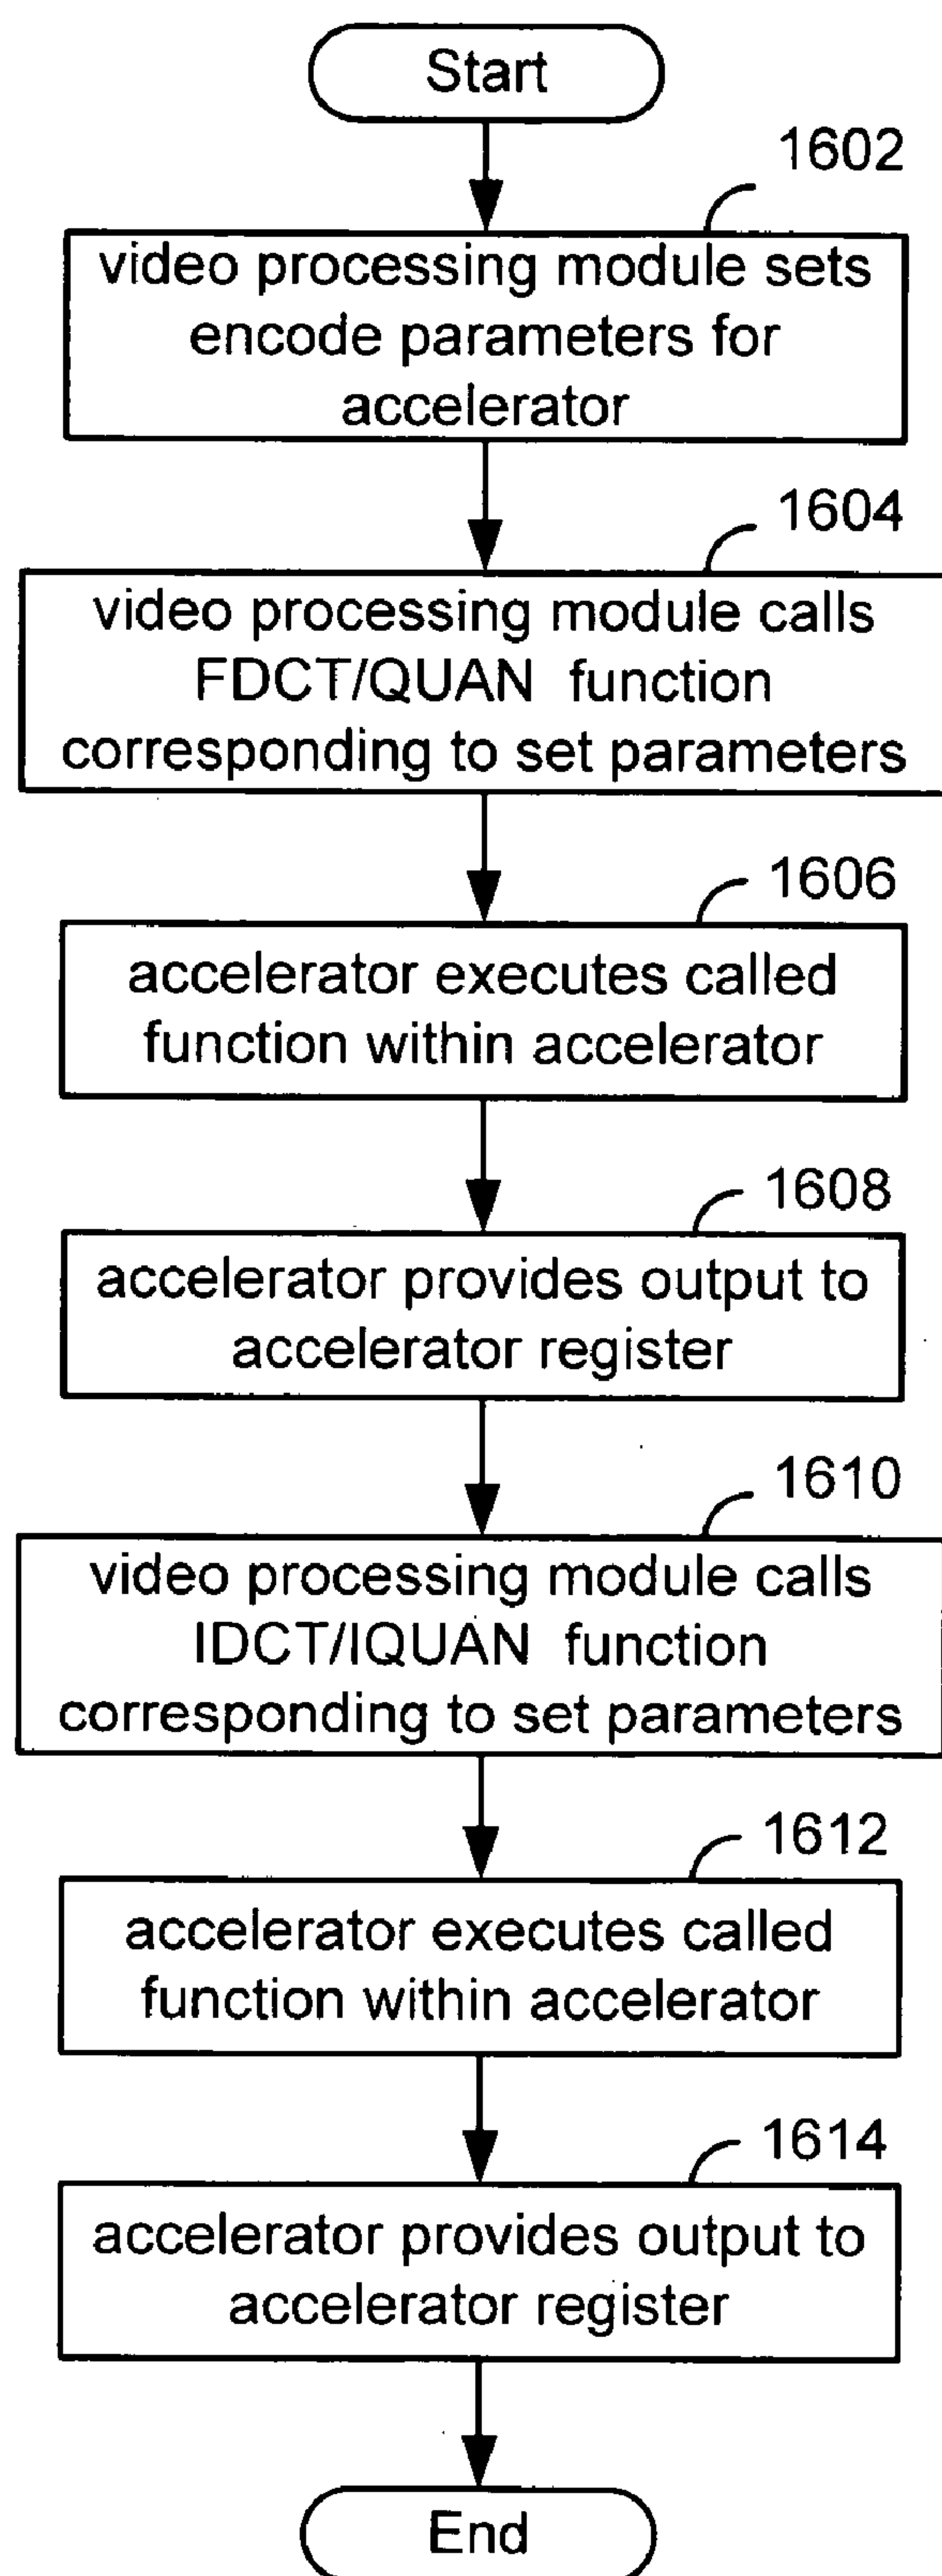 Start
1602
video processing module sets
encode parameters for
accelerator
1604
video processing module calls
FDCT/QUAN function
corresponding to set parameters
1606
accelerator executes called
function within accelerator
1608
accelerator provides output to
accelerator register
1610
video processing module calls
IDCT/IQUAN function
corresponding to set parameters
1612
accelerator executes called
function within accelerator
1614
accelerator provides output to
accelerator register
End